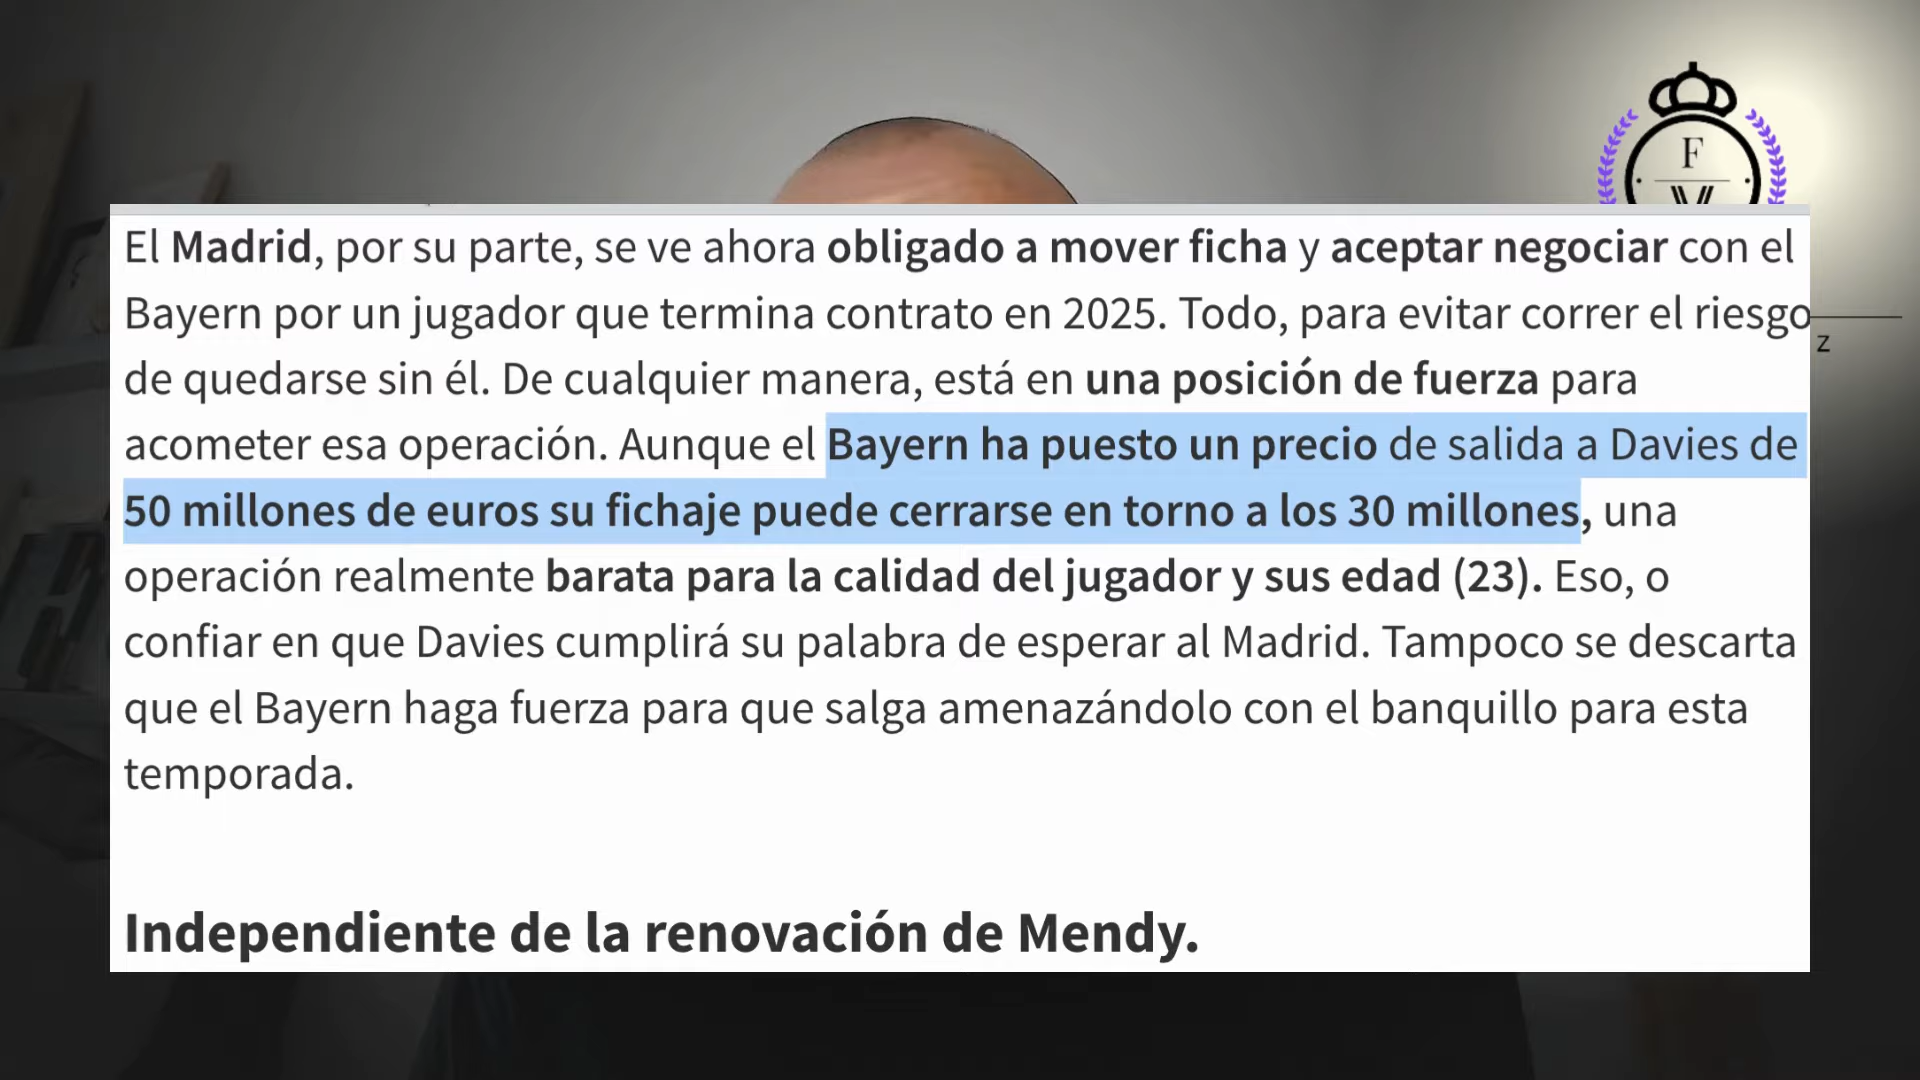 F
W
Z
El Madrid, por su parte, se ve ahora obligado a mover ficha y aceptar negociar con el
Bayern por un jugador que termina contrato en 2025. Todo, para evitar correr el riesgo
de quedarse sin él. De cualquier manera, está en una posición de fuerza para
acometer esa operación. Aunque el Bayern ha puesto un precio de salida a Davies de
50 millones de euros su fichaje puede cerrarse en torno a los 30 millones, una
operación realmente barata para la calidad del jugador y sus edad (23). Eso, o
confiar en que Davies cumplirá su palabra de esperar al Madrid. Tampoco se descarta
que el Bayern haga fuerza para que salga amenazándolo con el banquillo para esta
temporada.
Independiente de la renovación de Mendy.